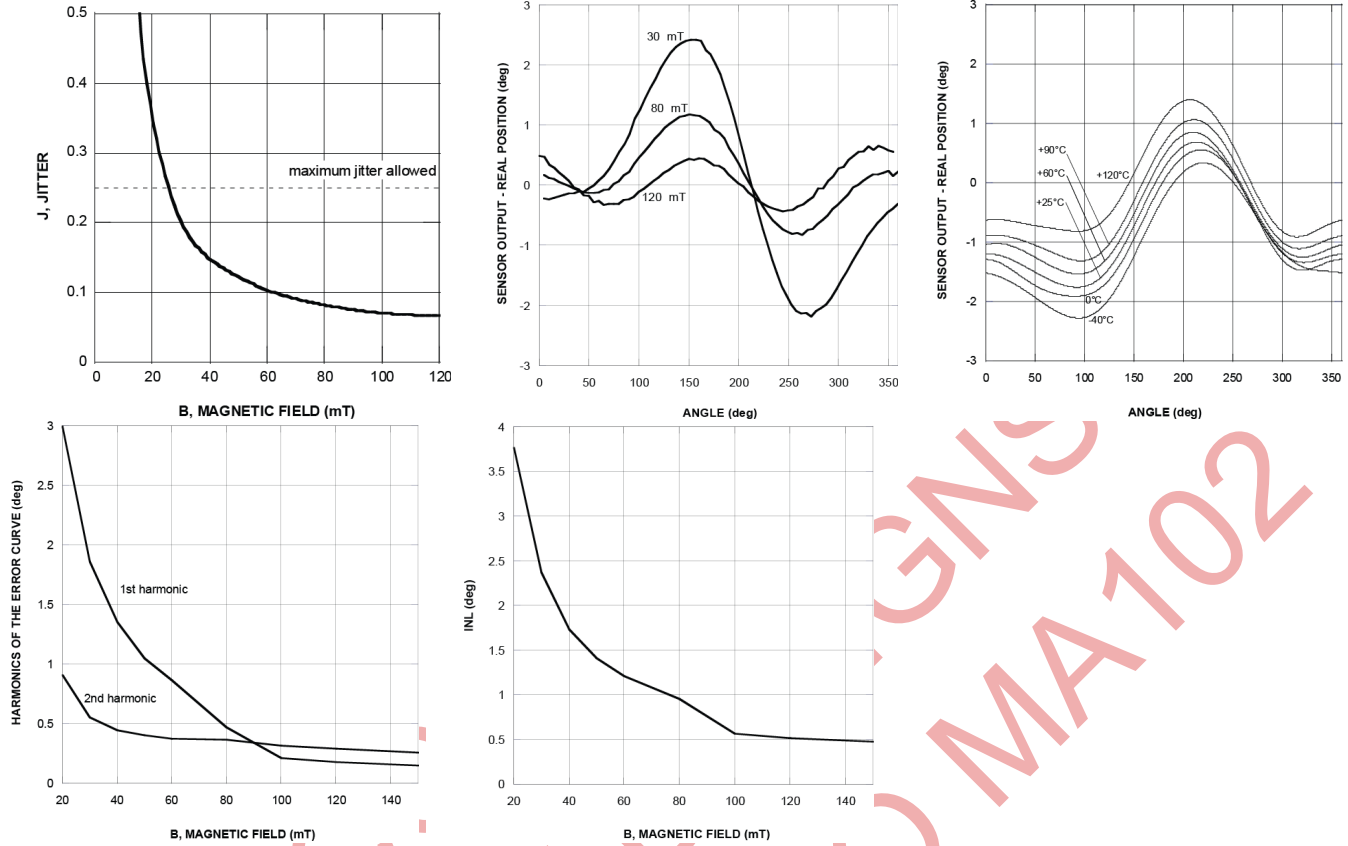 J, JITTER
0.5
0.4
0.3
0.2
0.1
0
maximum jitter allowed
0 20 40 60 80 100 120
B, MAGNETIC FIELD (mT)
SENSOR OUTPUT - REAL POSITION (deg)
3
2
1
0
-1
-2
-3
30 mT
80 mT
120 mT
0 50 100 150 200 250 300 350
ANGLE (deg)
SENSOR OUTPUT - REAL POSITION (deg)
3
2
1
0
-1
-2
-3
+90°C
+60°C
+120°C
+25°C
0°C
-40°C
0 50 100 150 200 250 300 350
ANGLE (deg)
HARMONICS OF THE ERROR CURVE (deg)
3
2.5
2
1.5
1
0.5
0
1st harmonic
2nd harmonic
20 40 60 80 100 120 140
B, MAGNETIC FIELD (mT)
INL (deg)
4
3.5
3
2.5
2
1.5
1
0.5
0
20 40 60 80 100 120 140
B, MAGNETIC FIELD (mT)
GNS
MA102